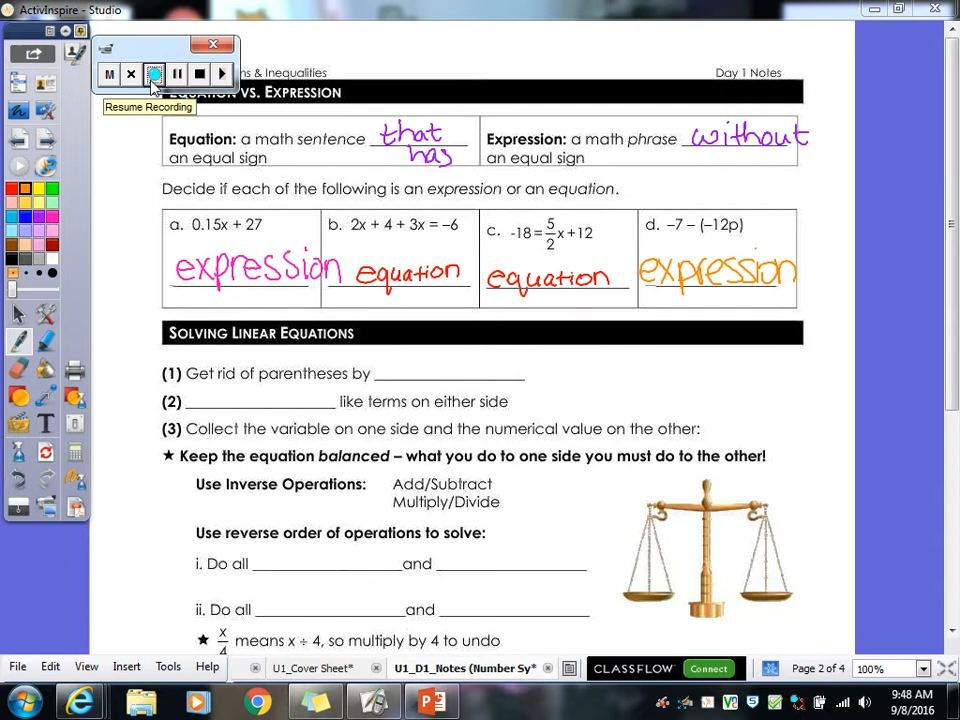 ActivInspire - Studio
M
ns & Inequalities
Day 1 Notes
Resume Recording
EQUATION VS. EXPRESSION
Equation: a math sentence that has
an equal sign
Expression: a math phrase without
an equal sign
Decide if each of the following is an expression or an equation.
a. 0.15x + 27
expression
b. 2x + 4 + 3x = –6
equation
c. -18 = 5/2 x + 12
equation
d. –7 – (–12p)
expression
SOLVING LINEAR EQUATIONS
(1) Get rid of parentheses by ____________________
(2) ____________________ like terms on either side
(3) Collect the variable on one side and the numerical value on the other:
★ Keep the equation balanced – what you do to one side you must do to the other!
Use Inverse Operations: Add/Subtract
Multiply/Divide
Use reverse order of operations to solve:
i. Do all ____________________and ____________________
ii. Do all ____________________and ____________________
★ x/4 means x ÷ 4, so multiply by 4 to undo
File Edit View Insert Tools Help
U1_Cover Sheet*
U1_D1_Notes (Number Sy*
CLASSFLOW Connect
Page 2 of 4
100%
9:48 AM
9/8/2016